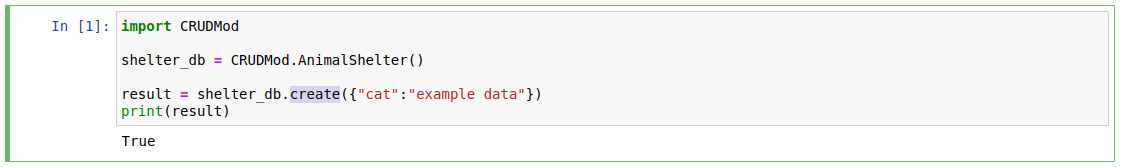 In [1]: import CRUDMod
shelter_db = CRUDMod.AnimalShelter()
result = shelter_db.create({"cat":"example data"})
print(result)
True